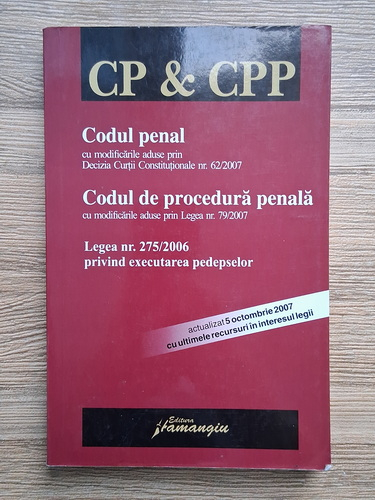 CP & CPP
Codul penal
cu modificările aduse prin
Decizia Curții Constituționale nr. 62/2007
Codul de procedură penală
cu modificările aduse prin Legea nr. 79/2007
Legea nr. 275/2006
privind executarea pedepselor
actualizat 5 octombrie 2007
cu ultimele recursuri în interesul legii
Editura
Hamangiu